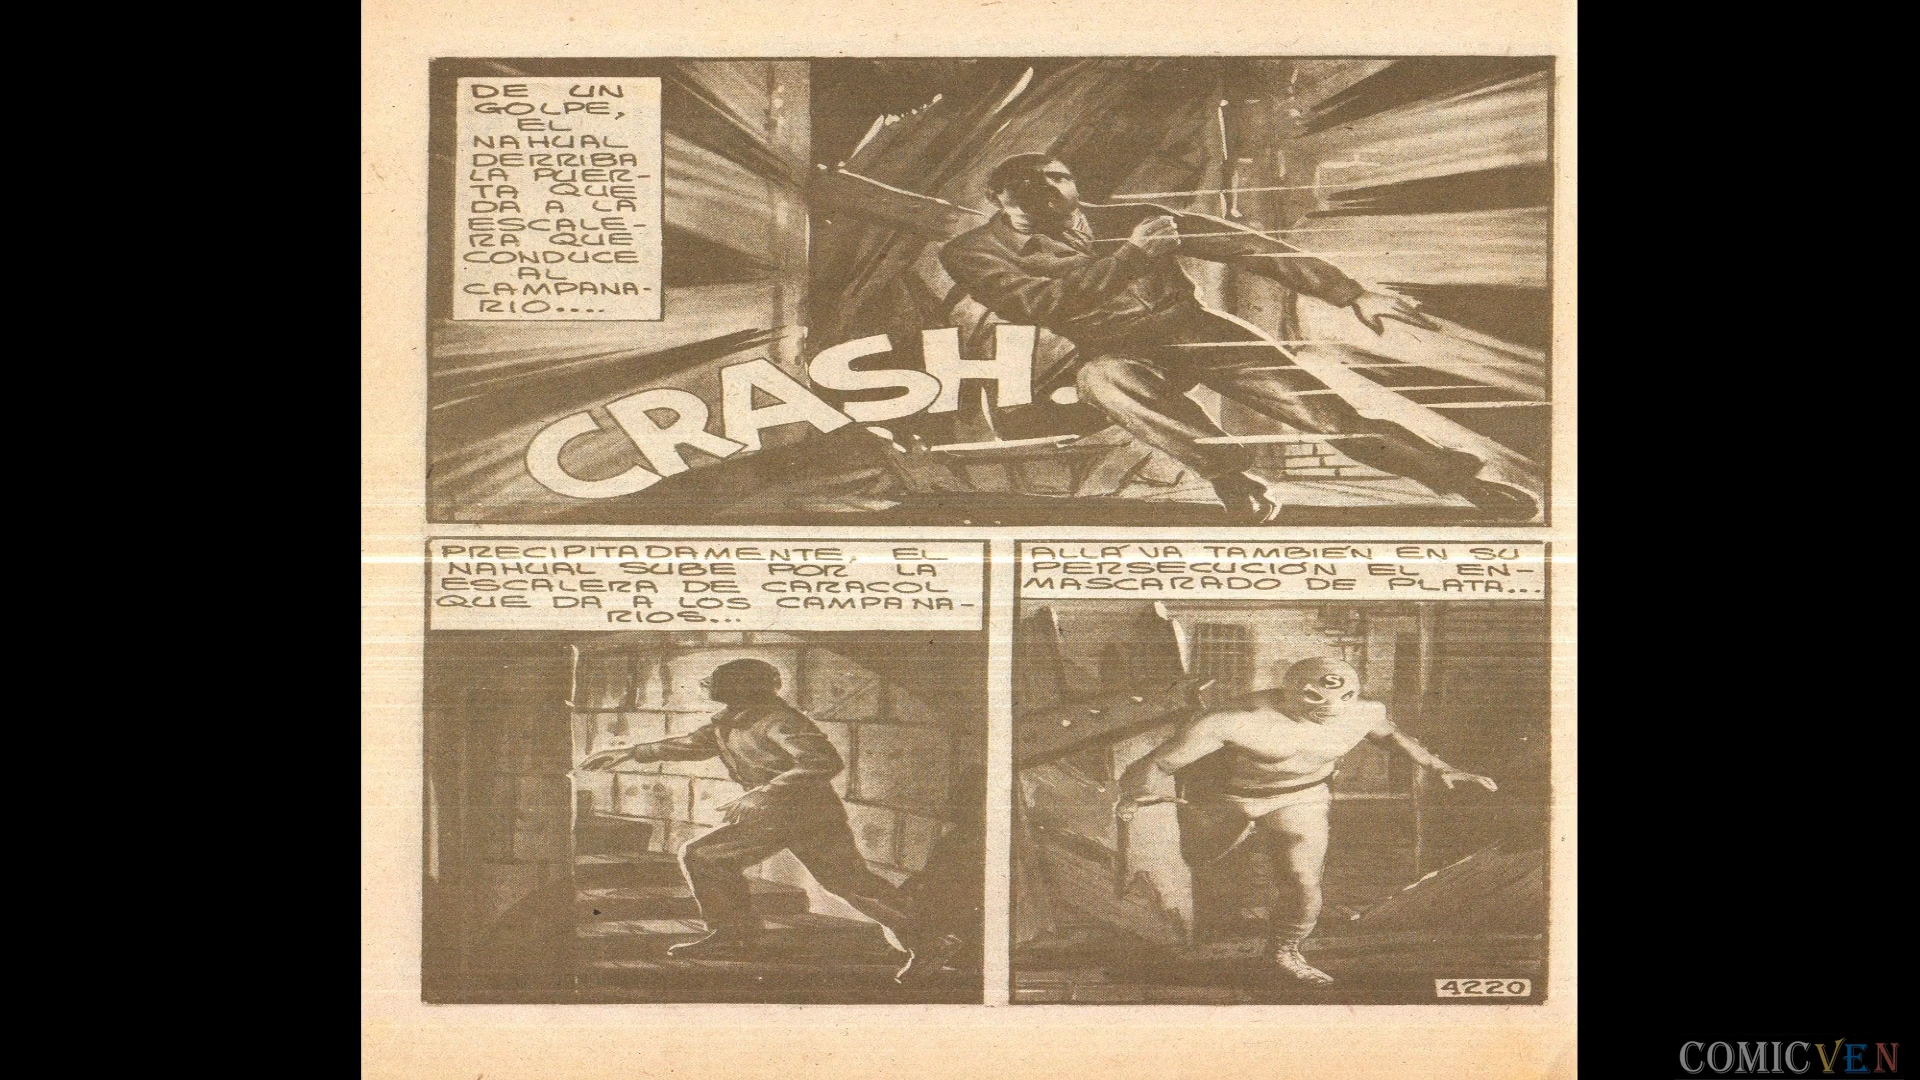 DE UN
GOLPE,
EL
NAHUAL
DERRIBA
LA PUER-
TA QUE
DA A LA
ESCALE-
RA QUE
CONDUCE
AL
CAMPANA-
RIO....
CRASH.
PRECIPITADAMENTE, EL
NAHUAL SUBE POR LA
ESCALERA DE CARACOL
QUE DA A LOS CAMPANA-
RIOS...
ALLÁ VA TAMBIÉN EN SU
PERSECUCIÓN EL EN-
MASCARADO DE PLATA...
S
4220
COMICVEN